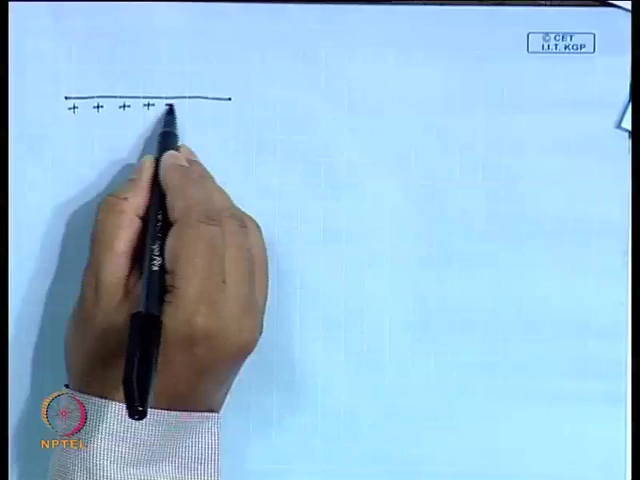 © CET
I.I.T. KGP
+ + + +
NPTEL